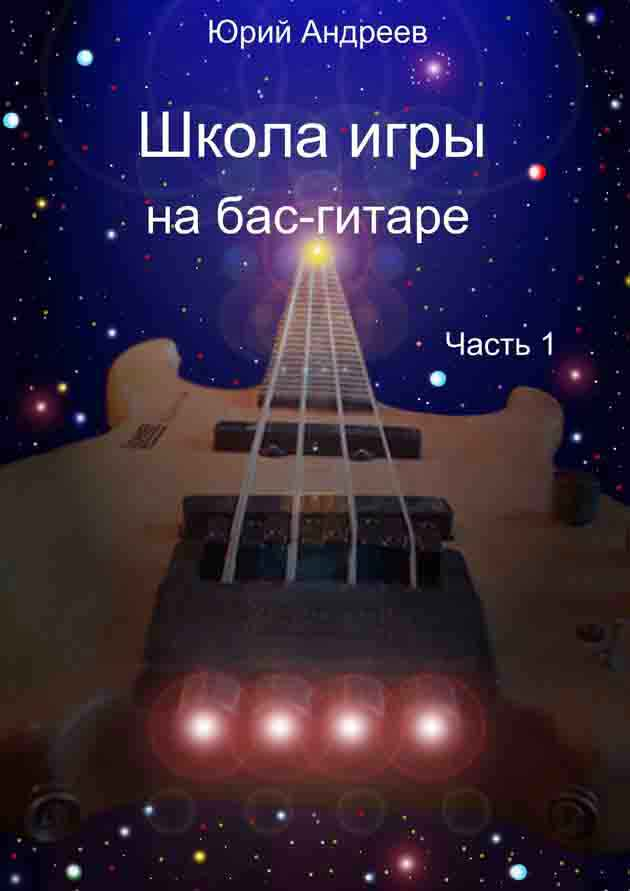 Юрий Андреев
Школа игры
на бас-гитаре
Часть 1